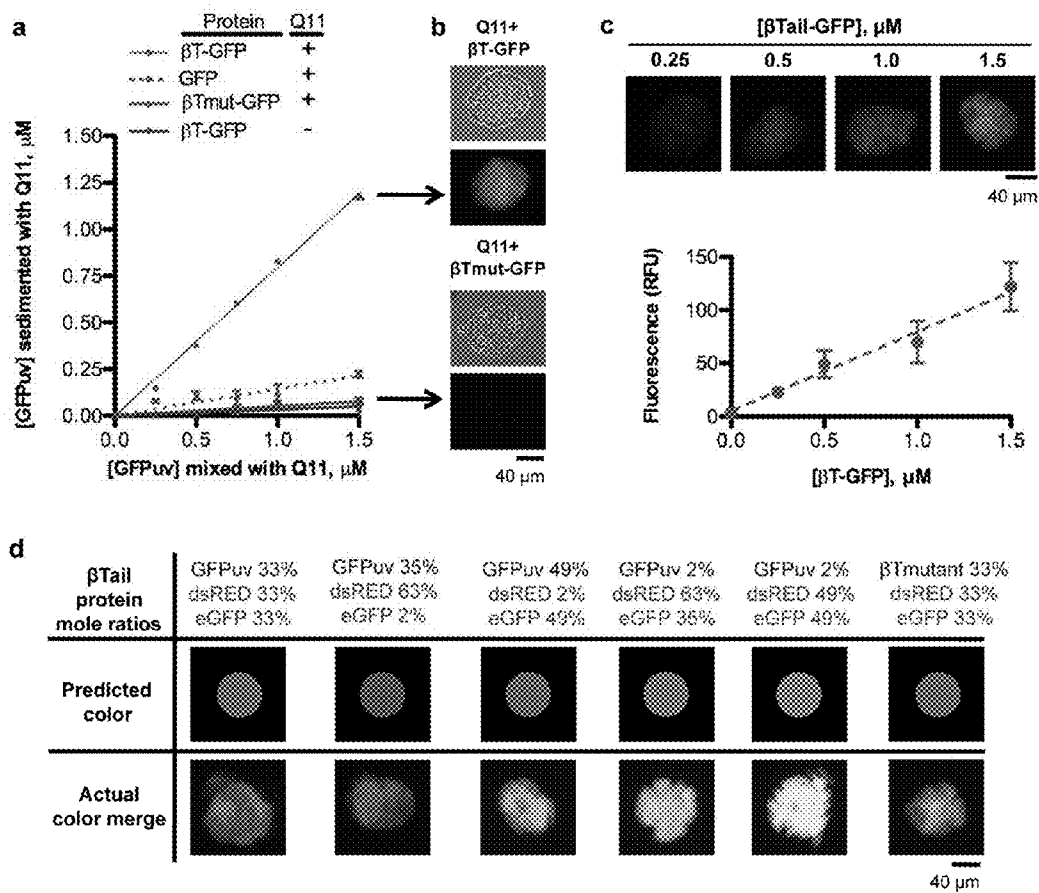 a
Protein Q11
βT-GFP +
GFP +
βTmut-GFP +
βT-GFP -
[GFPuv] sedimented with Q11, μM
1.50
1.25
1.00
0.75
0.50
0.25
0.00
0.0 0.5 1.0 1.5
[GFPuv] mixed with Q11, μM
b
Q11+
βT-GFP
Q11+
βTmut-GFP
40 μm
c
[βTail-GFP], μM
0.25 0.5 1.0 1.5
40 μm
Fluorescence (RFU)
150
100
50
0
0.0 0.5 1.0 1.5
[βT-GFP], μM
d
βTail
protein
mole ratios
GFPuv 33%
dsRED 33%
eGFP 33%
GFPuv 35%
dsRED 63%
eGFP 2%
GFPuv 49%
dsRED 2%
eGFP 49%
GFPuv 2%
dsRED 63%
eGFP 35%
GFPuv 2%
dsRED 49%
eGFP 49%
βTmutant 33%
dsRED 33%
eGFP 33%
Predicted
color
Actual
color merge
40 μm